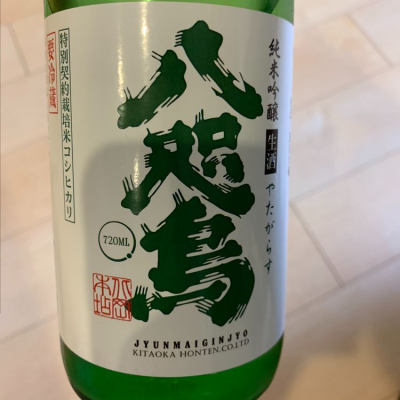 純米吟醸 生酒 やたがらす
八咫烏
特別契約栽培米コシヒカリ
要冷蔵
720ML
JYUNMAIGINJYO
KITAOKA HONTEN.CO.LTD